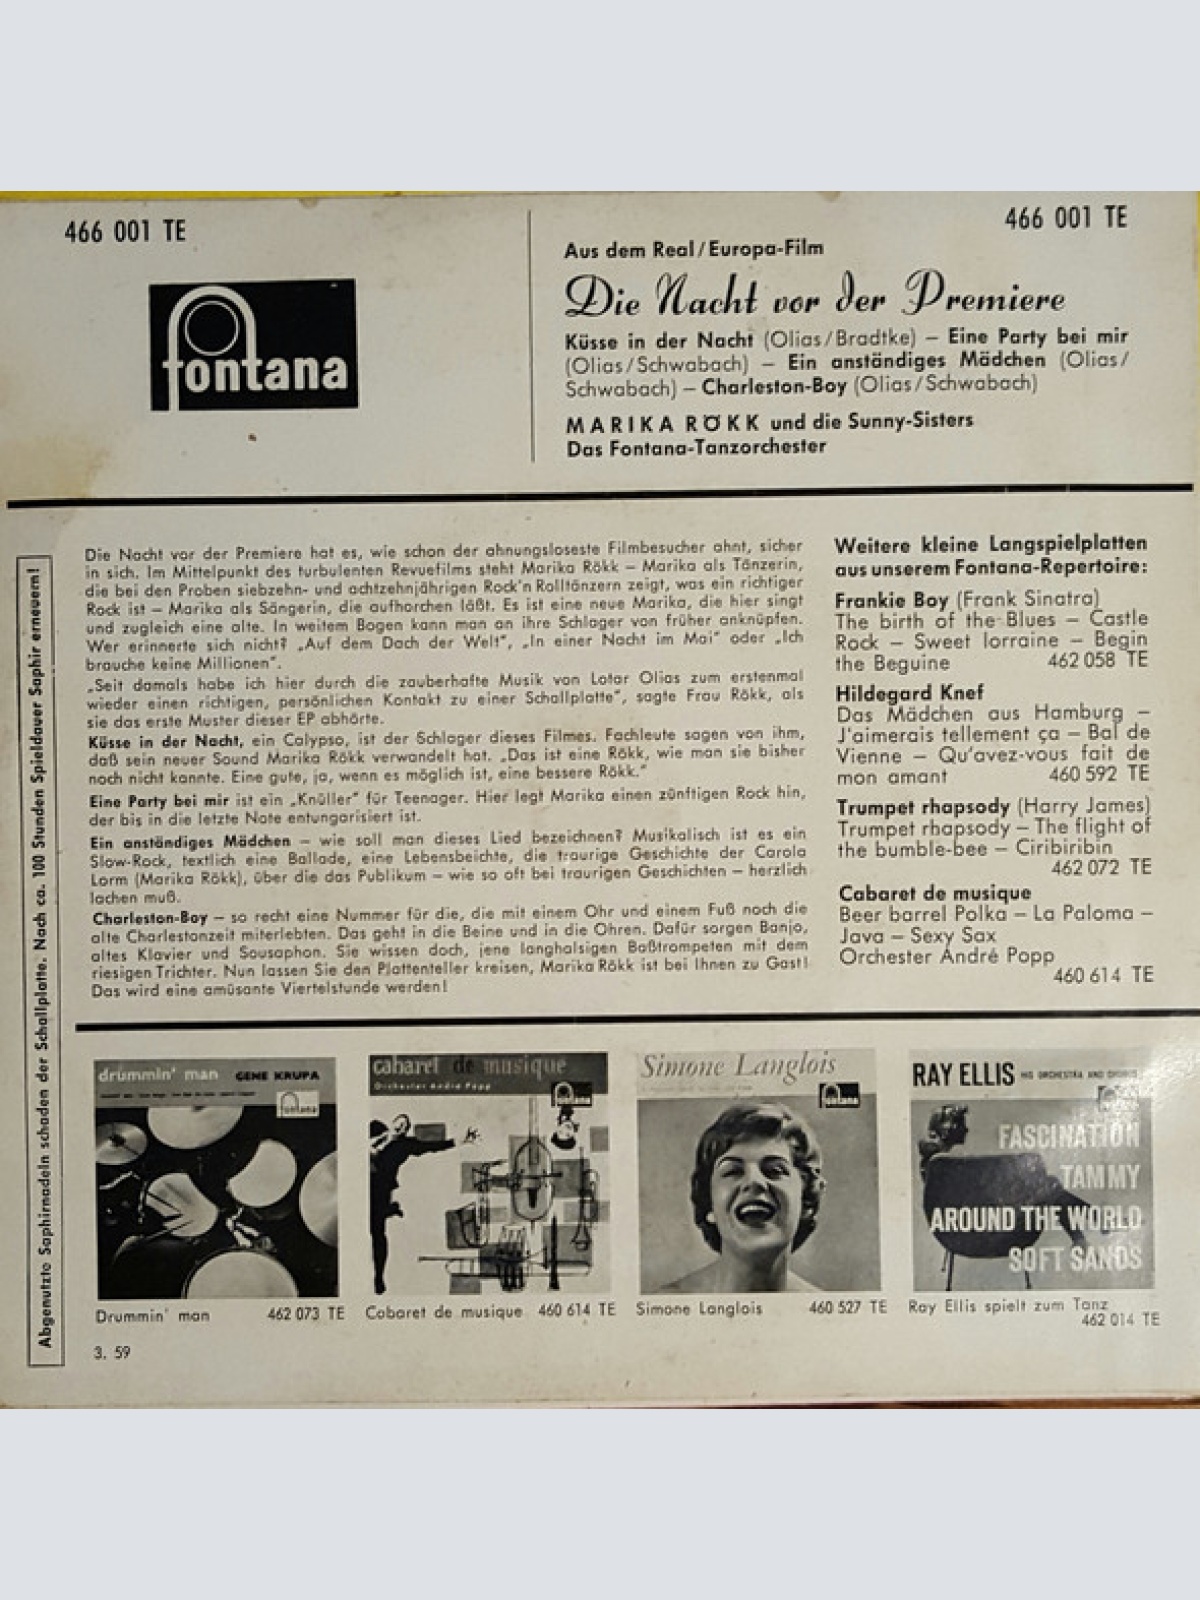 466 001 TE
fontana
466 001 TE
Aus dem Real/Europa-Film
Die Nacht vor der Premiere
Küsse in der Nacht (Olias/Bradtke) – Eine Party bei mir
(Olias/Schwabach) – Ein anständiges Mädchen (Olias/
Schwabach) – Charleston-Boy (Olias/Schwabach)
MARIKA RÖKK und die Sunny-Sisters
Das Fontana-Tanzorchester
Abgenutzte Saphirnadeln schaden der Schallplatte. Nach ca. 100 Stunden Spieldauer Saphir erneuern!
Die Nacht vor der Premiere hat es, wie schon der ahnungsloseste Filmbesucher ahnt, sicher
in sich. Im Mittelpunkt des turbulenten Revuefilms steht Marika Rökk – Marika als Tänzerin,
die bei den Proben siebzehn- und achtzehnjährigen Rock'n Rolltänzern zeigt, was ein richtiger
Rock ist – Marika als Sängerin, die aufhorchen läßt. Es ist eine neue Marika, die hier singt
und zugleich eine alte. In weitem Bogen kann man an ihre Schlager von früher anknüpfen.
Wer erinnerte sich nicht? „Auf dem Dach der Welt", „In einer Nacht im Mai" oder „Ich
brauche keine Millionen".
„Seit damals habe ich hier durch die zauberhafte Musik von Lotar Olias zum erstenmal
wieder einen richtigen, persönlichen Kontakt zu einer Schallplatte", sagte Frau Rökk, als
sie das erste Muster dieser EP abhörte.
Küsse in der Nacht, ein Calypso, ist der Schlager dieses Filmes. Fachleute sagen von ihm,
daß sein neuer Sound Marika Rökk verwandelt hat. „Das ist eine Rökk, wie man sie bisher
noch nicht kannte. Eine gute, ja, wenn es möglich ist, eine bessere Rökk."
Eine Party bei mir ist ein „Knüller" für Teenager. Hier legt Marika einen zünftigen Rock hin,
der bis in die letzte Note entungarisiert ist.
Ein anständiges Mädchen – wie soll man dieses Lied bezeichnen? Musikalisch ist es ein
Slow-Rock, textlich eine Ballade, eine Lebensbeichte, die traurige Geschichte der Carola
Lorm (Marika Rökk), über die das Publikum – wie so oft bei traurigen Geschichten – herzlich
lachen muß.
Charleston-Boy – so recht eine Nummer für die, die mit einem Ohr und einem Fuß noch die
alte Charlestonzeit miterlebten. Das geht in die Beine und in die Ohren. Dafür sorgen Banjo,
altes Klavier und Sousaphon. Sie wissen doch, jene langhalsigen Baßtrompeten mit dem
riesigen Trichter. Nun lassen Sie den Plattenteller kreisen, Marika Rökk ist bei Ihnen zu Gast!
Das wird eine amüsante Viertelstunde werden!
Weitere kleine Langspielplatten
aus unserem Fontana-Repertoire:
Frankie Boy (Frank Sinatra)
The birth of the Blues – Castle
Rock – Sweet lorraine – Begin
the Beguine 462 058 TE
Hildegard Knef
Das Mädchen aus Hamburg –
J'aimerais tellement ça – Bal de
Vienne – Qu'avez-vous fait de
mon amant 460 592 TE
Trumpet rhapsody (Harry James)
Trumpet rhapsody – The flight of
the bumble-bee – Ciribiribin
462 072 TE
Cabaret de musique
Beer barrel Polka – La Paloma –
Java – Sexy Sax
Orchester André Popp
460 614 TE
drummin' man GENE KRUPA
fontana
cabaret de musique
Orchester André Popp
fontana
Simone Langlois
fontana
RAY ELLIS HIS ORCHESTRA AND CHORUS
fontana
FASCINATION
TAMMY
AROUND THE WORLD
SOFT SANDS
Drummin' man 462 073 TE
Cabaret de musique 460 614 TE
Simone Langlois 460 527 TE
Ray Ellis spielt zum Tanz
462 014 TE
3. 59